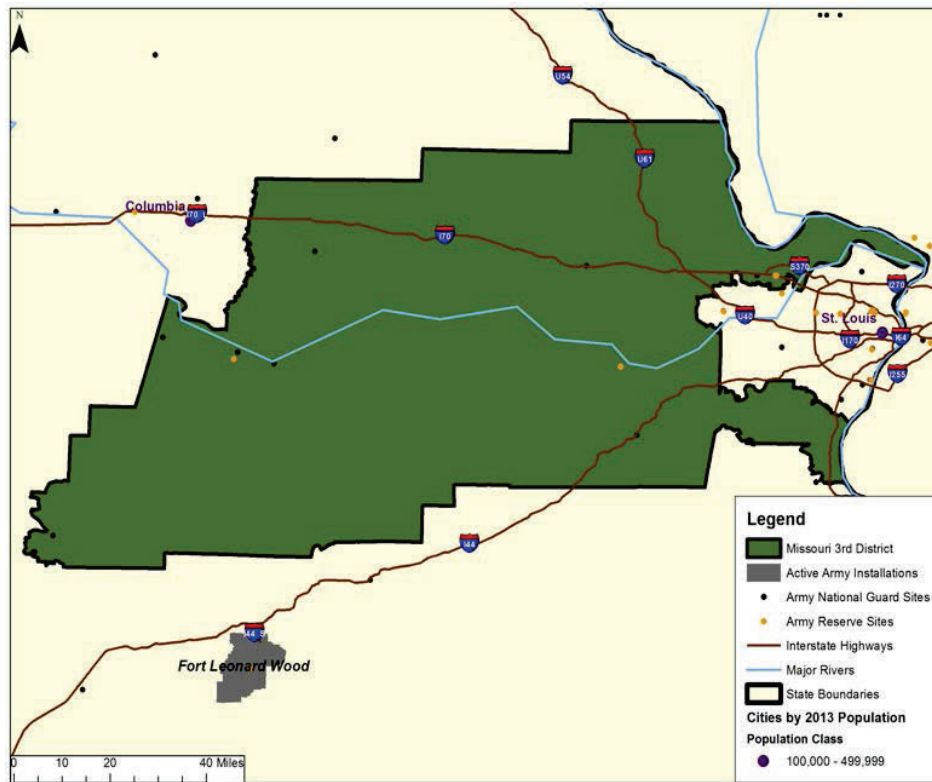 N
U54
U61
Columbia
I70
I70
S370
I270
St. Louis
U40
I170
I64
I255
I44
Fort Leonard Wood
0 10 20 40 Miles
Legend
Missouri 3rd District
Active Army Installations
Army National Guard Sites
Army Reserve Sites
Interstate Highways
Major Rivers
State Boundaries
Cities by 2013 Population
Population Class
100,000 - 499,999